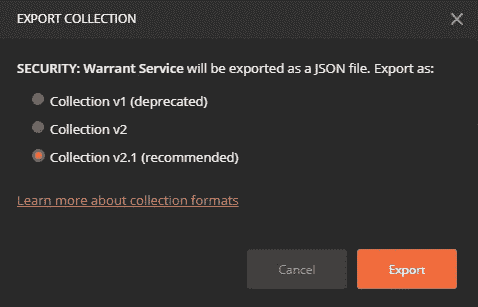 EXPORT COLLECTION
SECURITY: Warrant Service will be exported as a JSON file. Export as:
Collection v1 (deprecated)
Collection v2
Collection v2.1 (recommended)
Learn more about collection formats
Cancel
Export